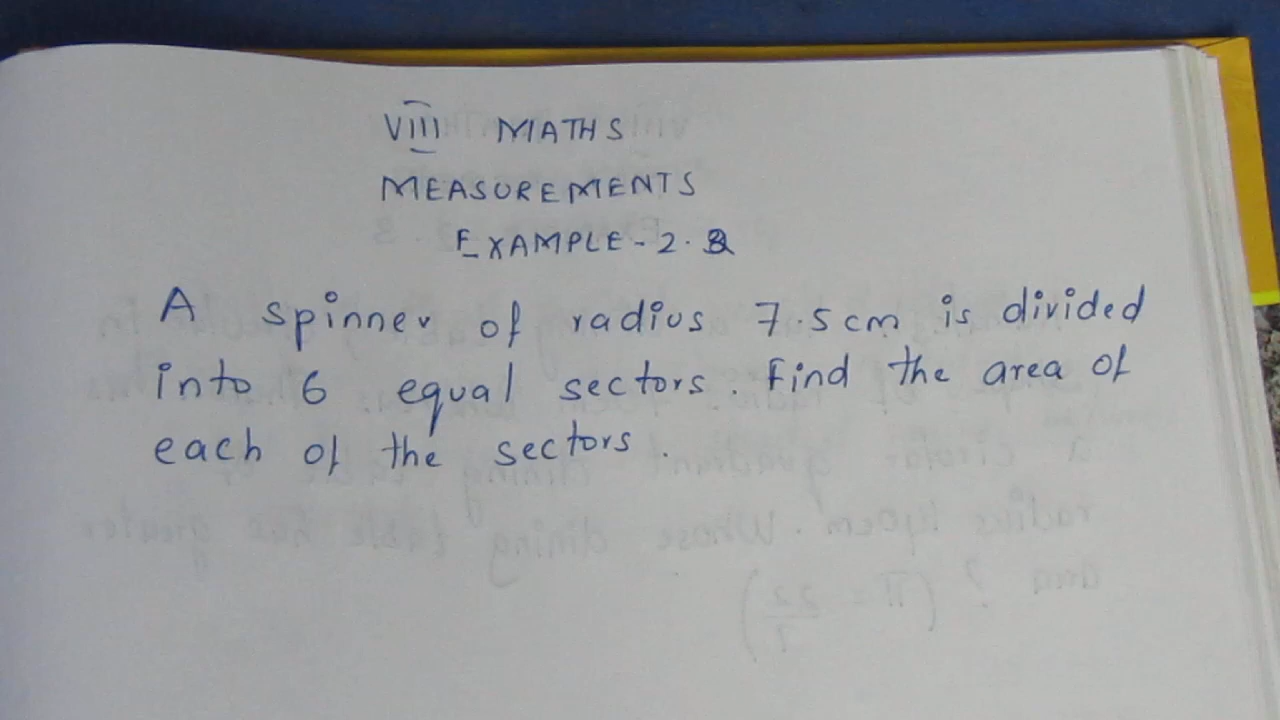 VIII MATHS
MEASUREMENTS
EXAMPLE - 2.2
A spinner of radius 7.5cm is divided
into 6 equal sectors. Find the area of
each of the sectors.